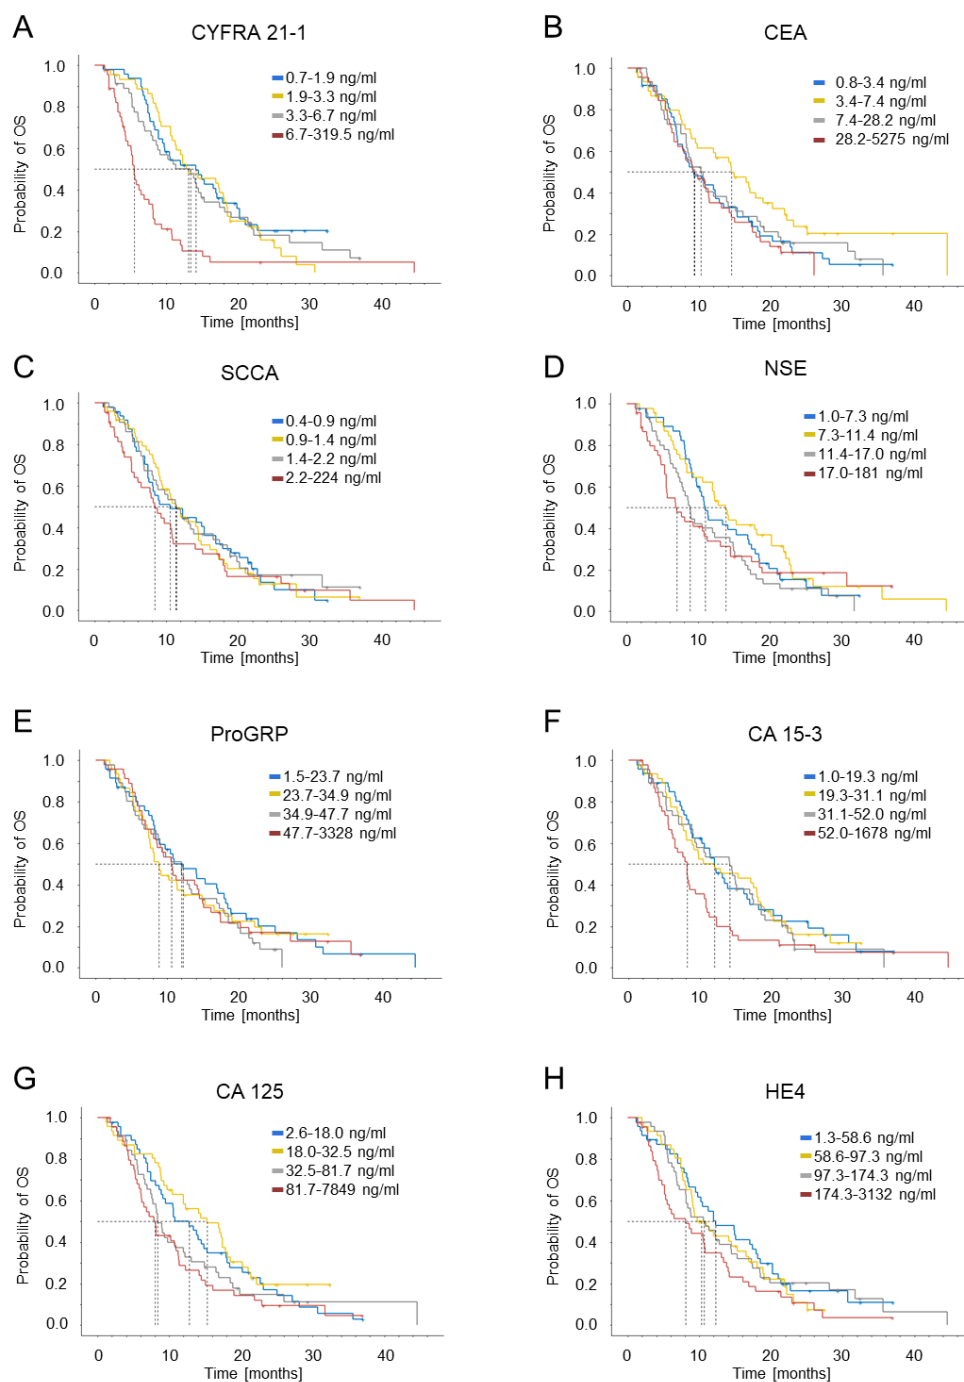 A
CYFRA 21-1
Probability of OS
1.0
0.8
0.6
0.4
0.2
0.0
0.7-1.9 ng/ml
1.9-3.3 ng/ml
3.3-6.7 ng/ml
6.7-319.5 ng/ml
0 10 20 30 40
Time [months]
B
CEA
Probability of OS
1.0
0.8
0.6
0.4
0.2
0.0
0.8-3.4 ng/ml
3.4-7.4 ng/ml
7.4-28.2 ng/ml
28.2-5275 ng/ml
0 10 20 30 40
Time [months]
C
SCCA
Probability of OS
1.0
0.8
0.6
0.4
0.2
0.0
0.4-0.9 ng/ml
0.9-1.4 ng/ml
1.4-2.2 ng/ml
2.2-224 ng/ml
0 10 20 30 40
Time [months]
D
NSE
Probability of OS
1.0
0.8
0.6
0.4
0.2
0.0
1.0-7.3 ng/ml
7.3-11.4 ng/ml
11.4-17.0 ng/ml
17.0-181 ng/ml
0 10 20 30 40
Time [months]
E
ProGRP
Probability of OS
1.0
0.8
0.6
0.4
0.2
0.0
1.5-23.7 ng/ml
23.7-34.9 ng/ml
34.9-47.7 ng/ml
47.7-3328 ng/ml
0 10 20 30 40
Time [months]
F
CA 15-3
Probability of OS
1.0
0.8
0.6
0.4
0.2
0.0
1.0-19.3 ng/ml
19.3-31.1 ng/ml
31.1-52.0 ng/ml
52.0-1678 ng/ml
0 10 20 30 40
Time [months]
G
CA 125
Probability of OS
1.0
0.8
0.6
0.4
0.2
0.0
2.6-18.0 ng/ml
18.0-32.5 ng/ml
32.5-81.7 ng/ml
81.7-7849 ng/ml
0 10 20 30 40
Time [months]
H
HE4
Probability of OS
1.0
0.8
0.6
0.4
0.2
0.0
1.3-58.6 ng/ml
58.6-97.3 ng/ml
97.3-174.3 ng/ml
174.3-3132 ng/ml
0 10 20 30 40
Time [months]